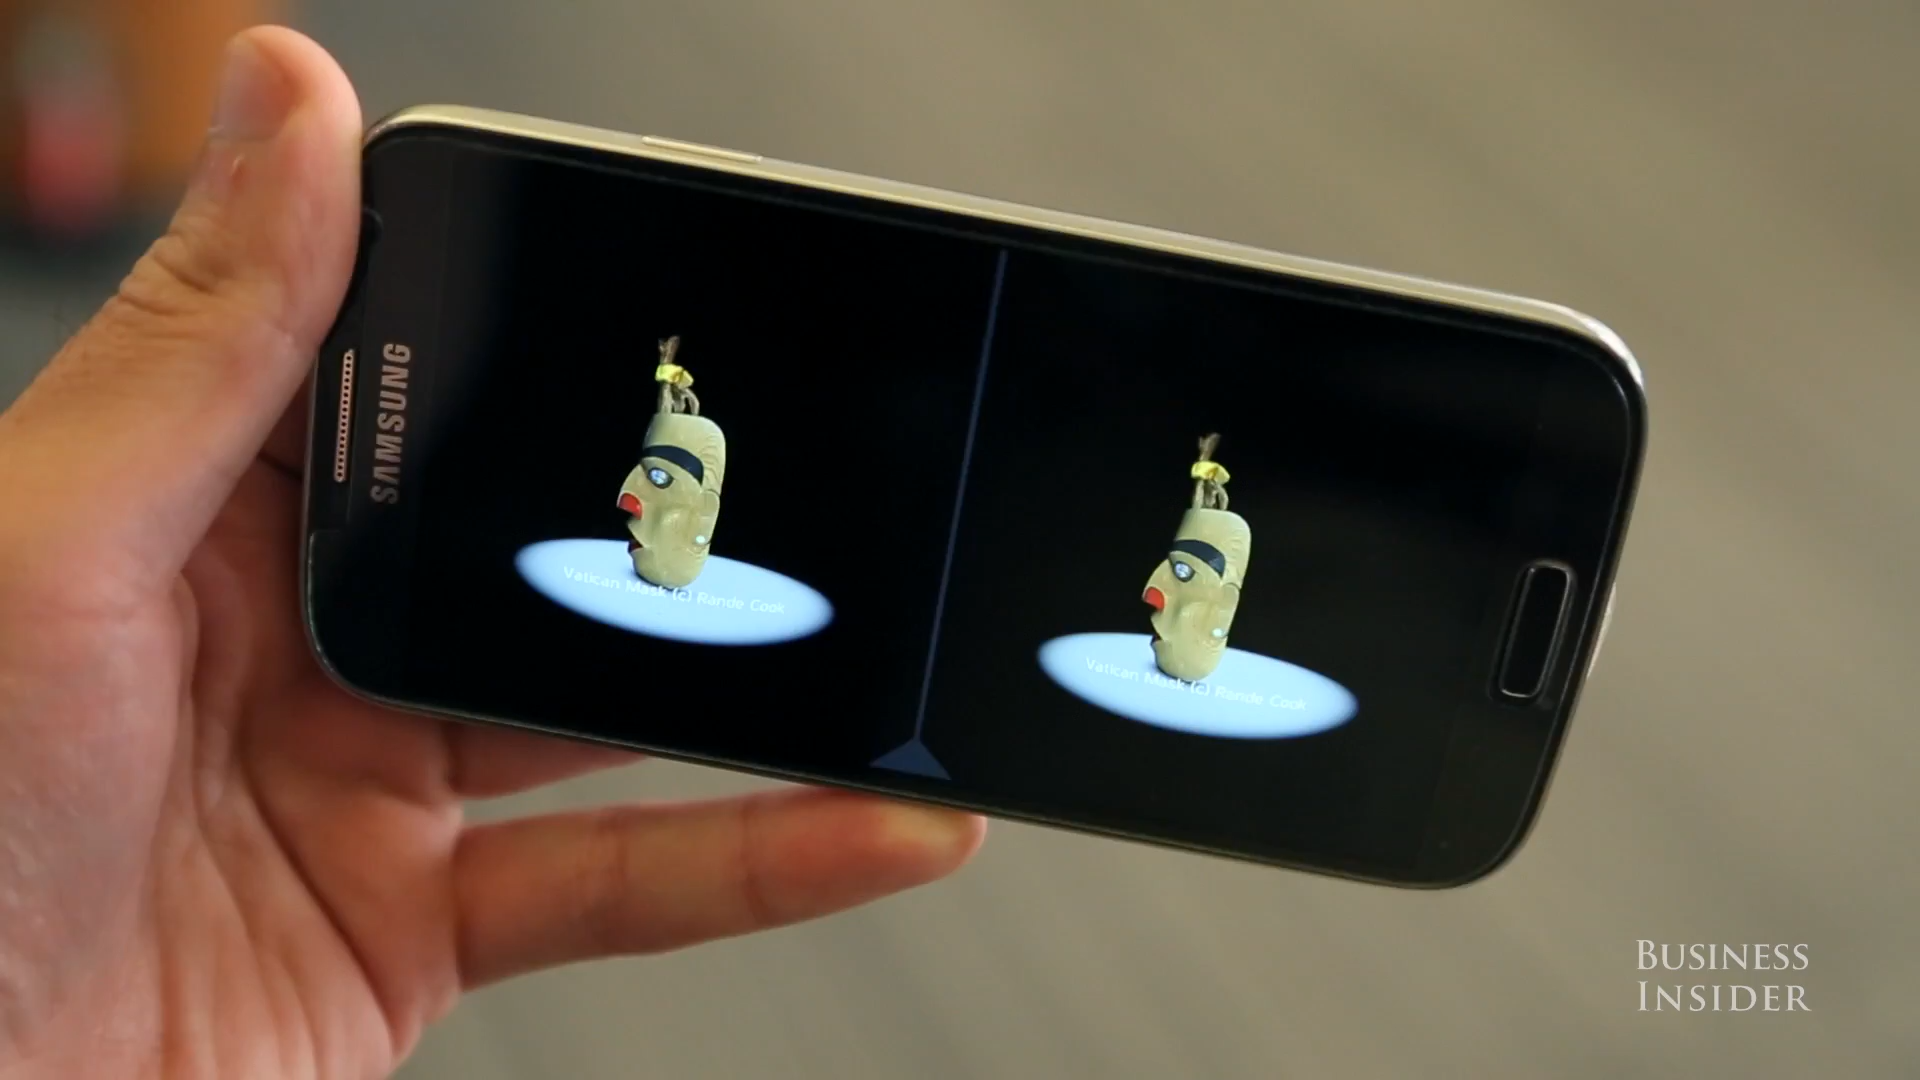 SAMSUNG
Vatican Mask (c) Rande Cook
Vatican Mask (c) Rande Cook
BUSINESS
INSIDER